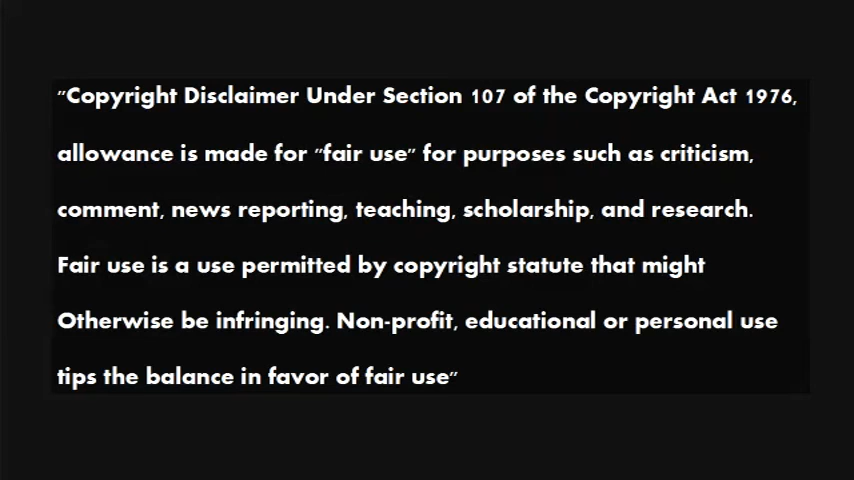 "Copyright Disclaimer Under Section 107 of the Copyright Act 1976,
allowance is made for "fair use" for purposes such as criticism,
comment, news reporting, teaching, scholarship, and research.
Fair use is a use permitted by copyright statute that might
Otherwise be infringing. Non-profit, educational or personal use
tips the balance in favor of fair use"